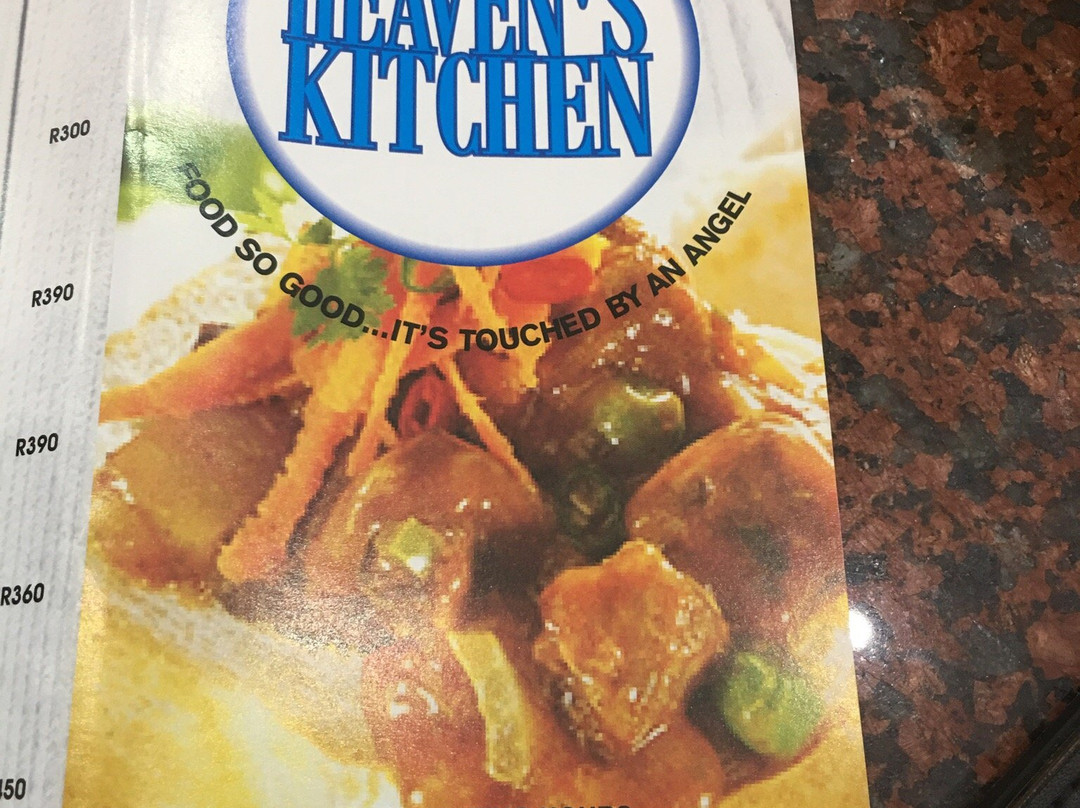 HEAVEN'S
KITCHEN
FOOD SO GOOD...IT'S TOUCHED BY AN ANGEL
R300
R390
R390
R360